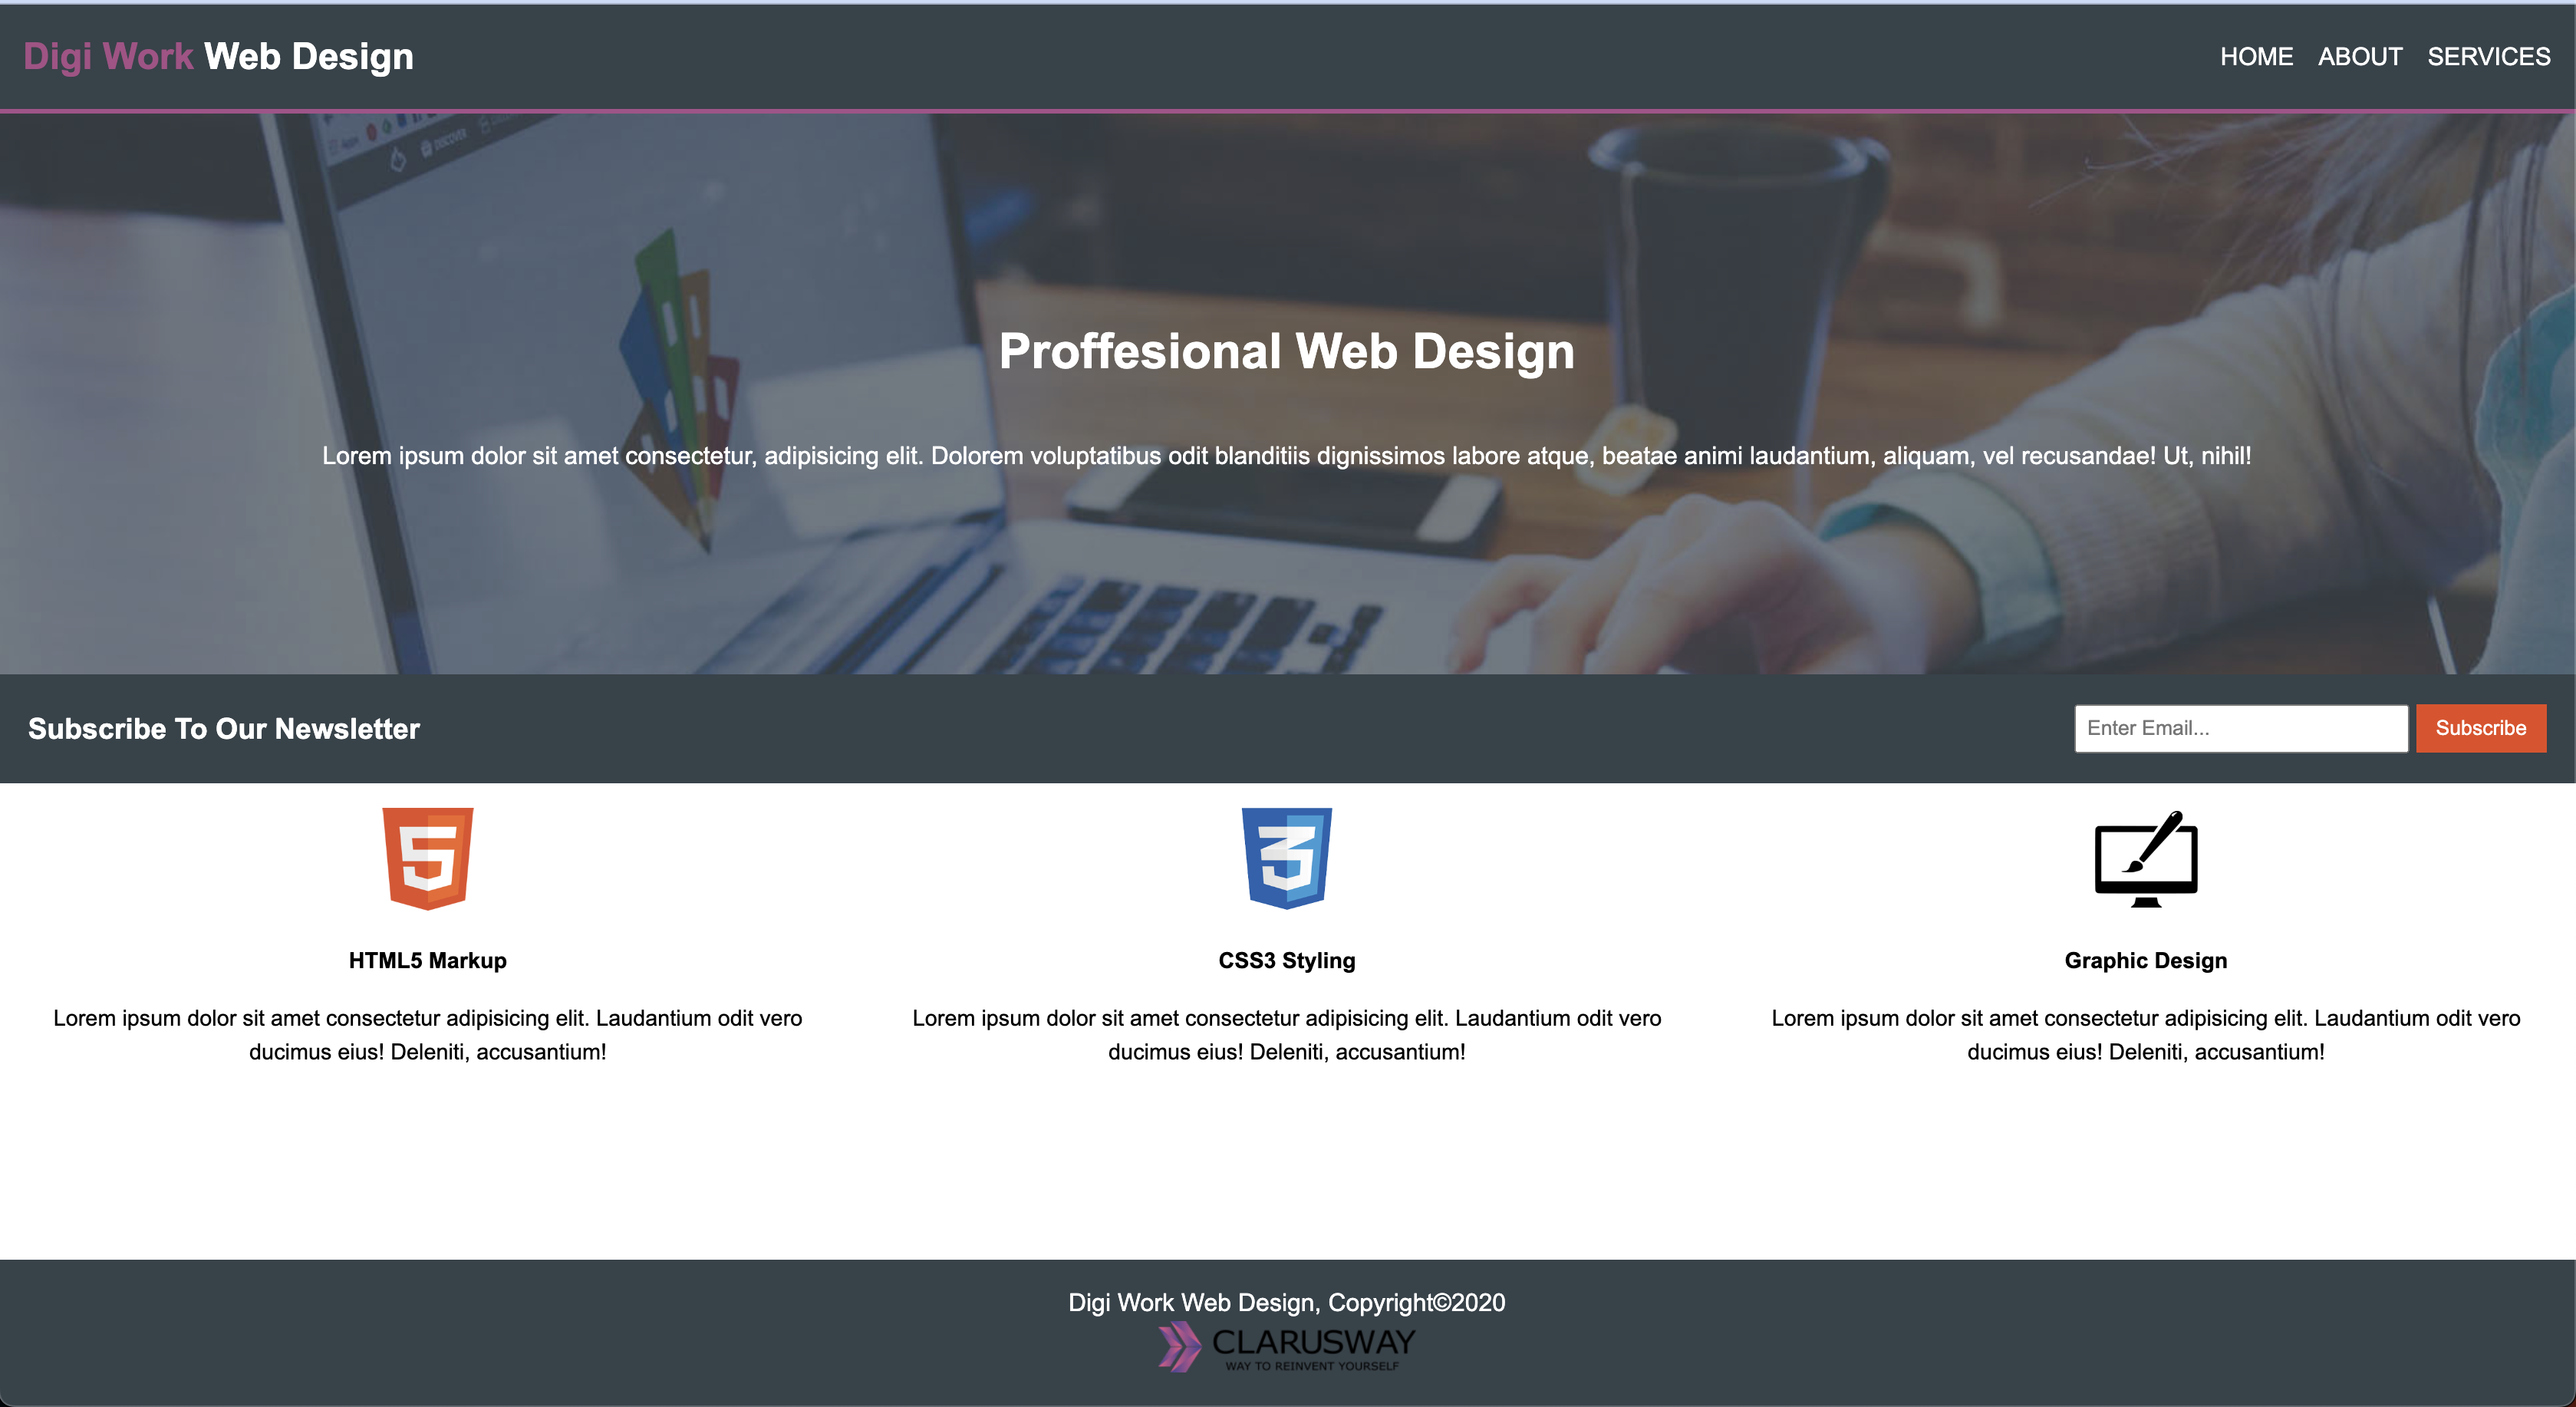 Digi Work Web Design
HOME ABOUT SERVICES
Apps
DISCOVER
Proffesional Web Design
Lorem ipsum dolor sit amet consectetur, adipisicing elit. Dolorem voluptatibus odit blanditiis dignissimos labore atque, beatae animi laudantium, aliquam, vel recusandae! Ut, nihil!
Subscribe To Our Newsletter
Enter Email...
Subscribe
HTML5 Markup
Lorem ipsum dolor sit amet consectetur adipisicing elit. Laudantium odit vero
ducimus eius! Deleniti, accusantium!
CSS3 Styling
Lorem ipsum dolor sit amet consectetur adipisicing elit. Laudantium odit vero
ducimus eius! Deleniti, accusantium!
Graphic Design
Lorem ipsum dolor sit amet consectetur adipisicing elit. Laudantium odit vero
ducimus eius! Deleniti, accusantium!
Digi Work Web Design, Copyright©2020
CLARUSWAY
WAY TO REINVENT YOURSELF